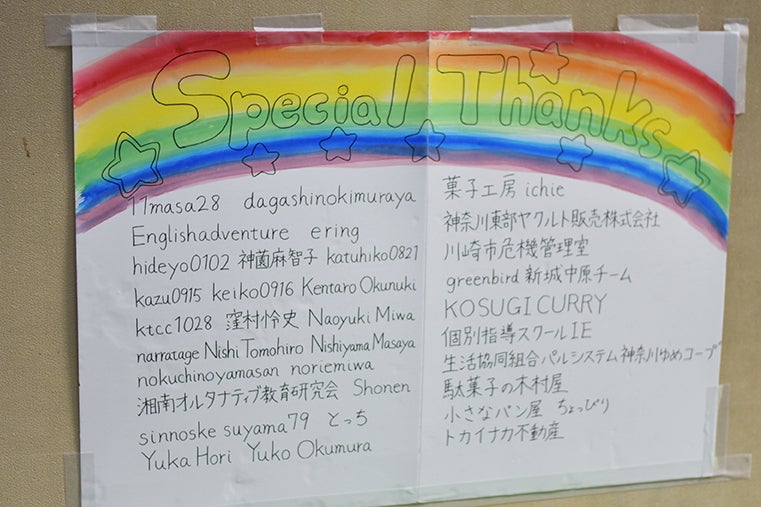 Special Thanks
11masa28 dagashinokimuraya
Englishadventure ering
hideyo0102 神薗麻智子 katuhiko0821
kazu0915 keiko0916 Kentaro Okunuki
ktcc1028 窪村怜史 Naoyuki Miwa
narratage Nishi Tomohiro Nishiyama Masaya
nokuchinoyamasan noriemiwa
湘南オルタナティブ教育研究会 Shonen
sinnoske suyama79 とっち
Yuka Hori Yuko Okumura
菓子工房 ichie
神奈川東部ヤクルト販売株式会社
川崎市危機管理室
greenbird 新城中原チーム
KOSUGI CURRY
個別指導スクールIE
生活協同組合パルシステム神奈川ゆめコープ
駄菓子の木村屋
小さなパン屋 ちょっぴり
トカイナカ不動産